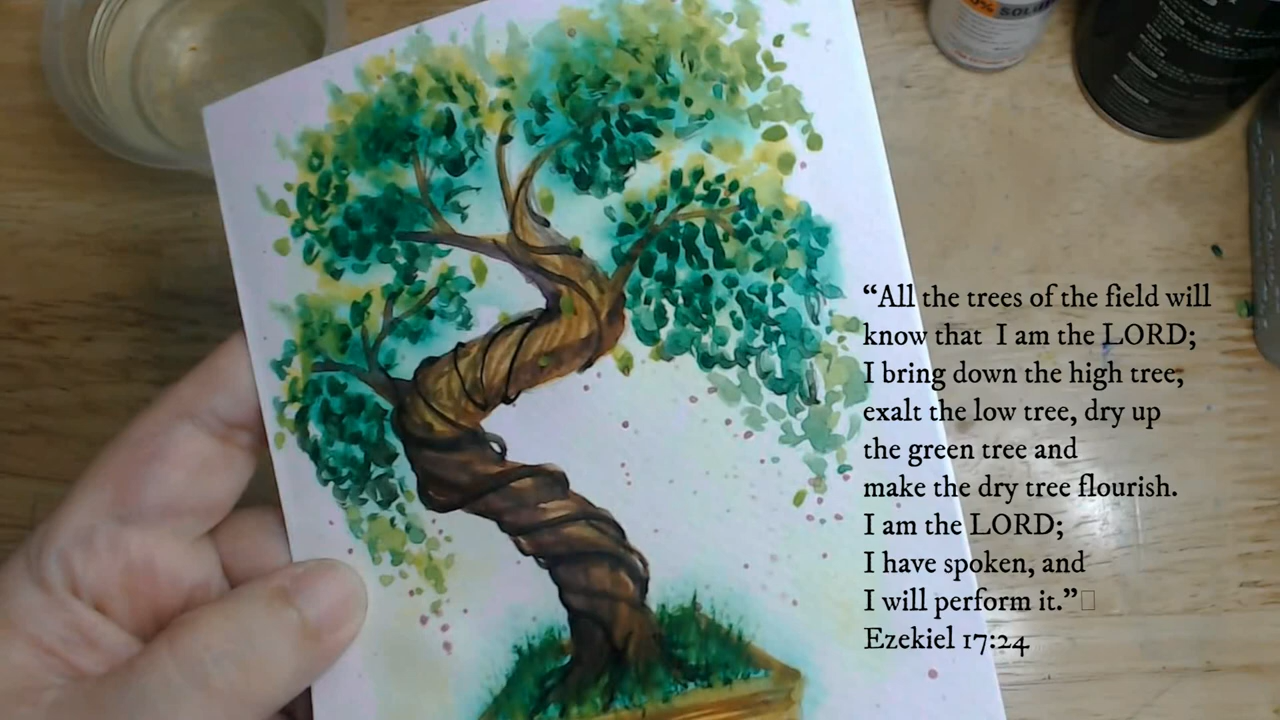 SOLU
“All the trees of the field will
know that  I am the LORD;
I bring down the high tree,
exalt the low tree, dry up
the green tree and
make the dry tree flourish.
I am the LORD;
I have spoken, and
I will perform it.”□
Ezekiel 17:24